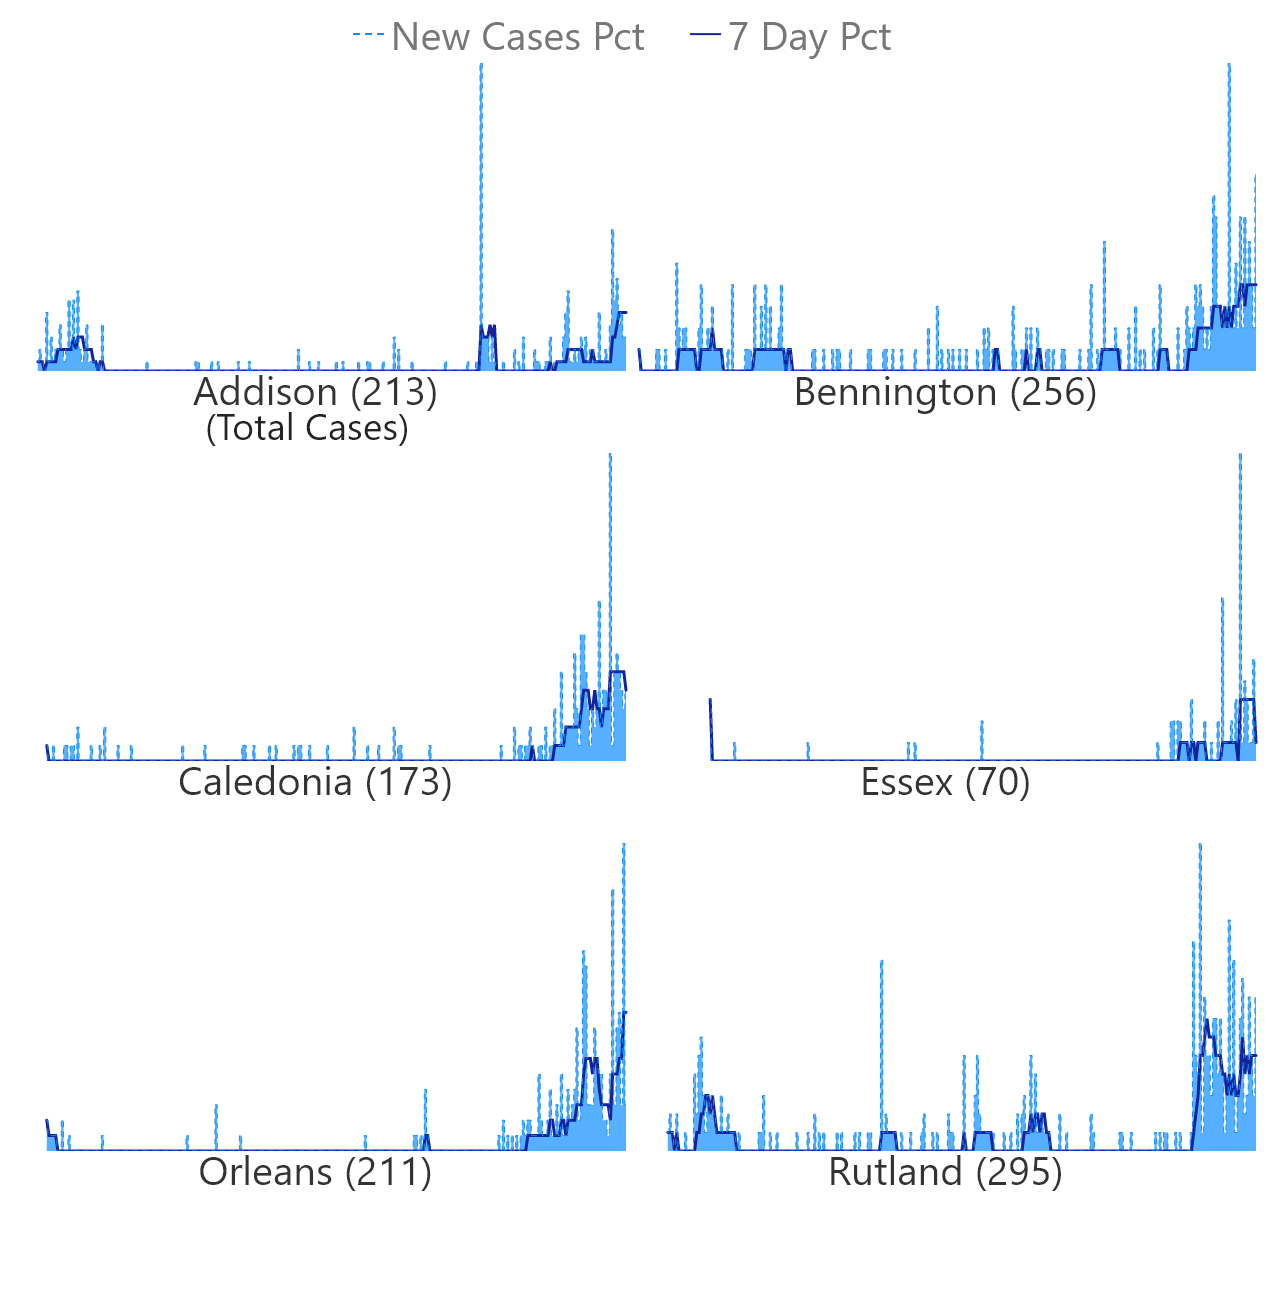 New Cases Pct 7 Day Pct
Addison (213) Bennington (256)
(Total Cases)
Caledonia (173) Essex (70)
Orleans (211) Rutland (295)